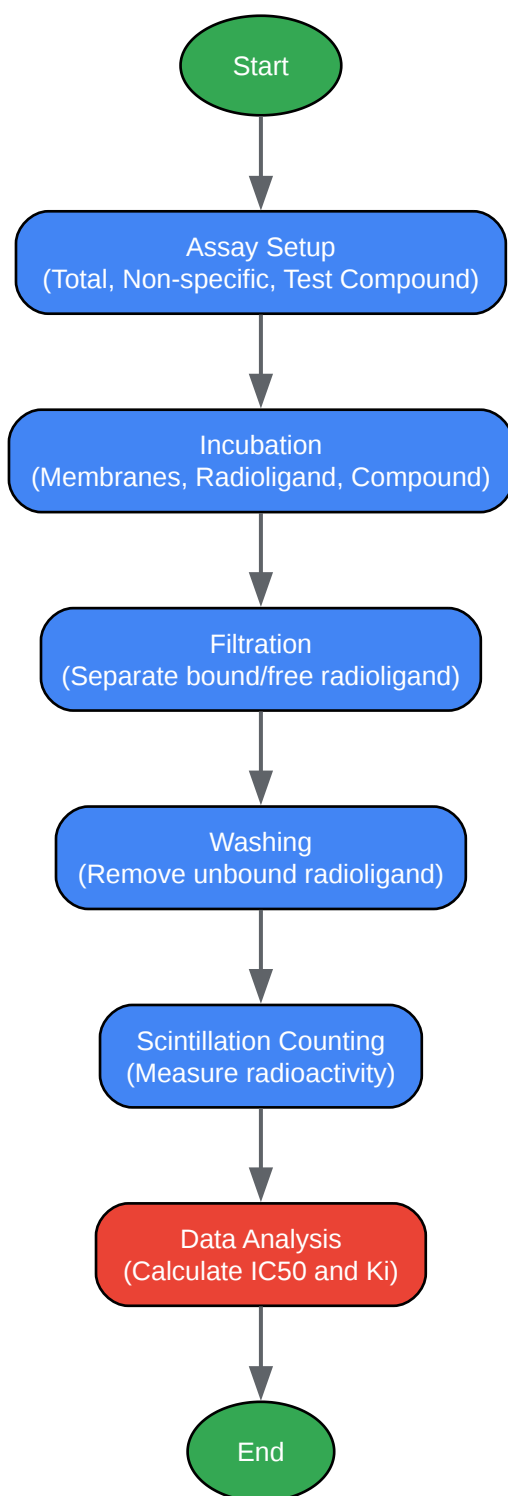 Start
Assay Setup
(Total, Non-specific, Test Compound)
Incubation
(Membranes, Radioligand, Compound)
Filtration
(Separate bound/free radioligand)
Washing
(Remove unbound radioligand)
Scintillation Counting
(Measure radioactivity)
Data Analysis
(Calculate IC50 and Ki)
End